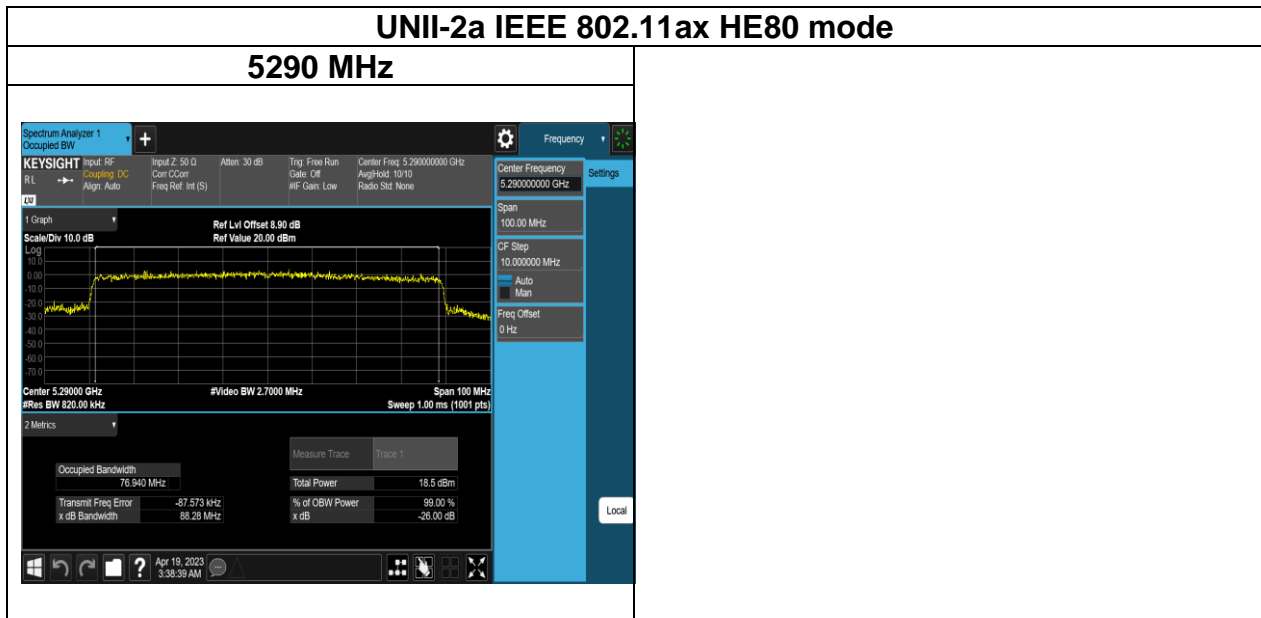 UNII-2a IEEE 802.11ax HE80 mode
5290 MHz
Spectrum Analyzer 1
Occupied BW
+
Frequency
KEYSIGHT
RL
LXI
Input: RF
Coupling: DC
Align: Auto
Input Z: 50 Ω
Corr CCorr
Freq Ref: Int (S)
Atten: 30 dB
Trig: Free Run
Gate: Off
#IF Gain: Low
Center Freq: 5.290000000 GHz
Avg|Hold: 10/10
Radio Std: None
Center Frequency
5.290000000 GHz
Settings
Span
100.00 MHz
CF Step
10.000000 MHz
Auto
Man
Freq Offset
0 Hz
Local
1 Graph
Scale/Div 10.0 dB
Ref Lvl Offset 8.90 dB
Ref Value 20.00 dBm
Log
10.0
0.00
-10.0
-20.0
-30.0
-40.0
-50.0
-60.0
-70.0
Center 5.29000 GHz
#Res BW 820.00 kHz
#Video BW 2.7000 MHz
Span 100 MHz
Sweep 1.00 ms (1001 pts)
2 Metrics
Measure Trace Trace 1
Occupied Bandwidth
76.940 MHz
Total Power 18.5 dBm
Transmit Freq Error -87.573 kHz
% of OBW Power 99.00 %
x dB Bandwidth 88.28 MHz
x dB -26.00 dB
?
Apr 19, 2023
3:38:39 AM